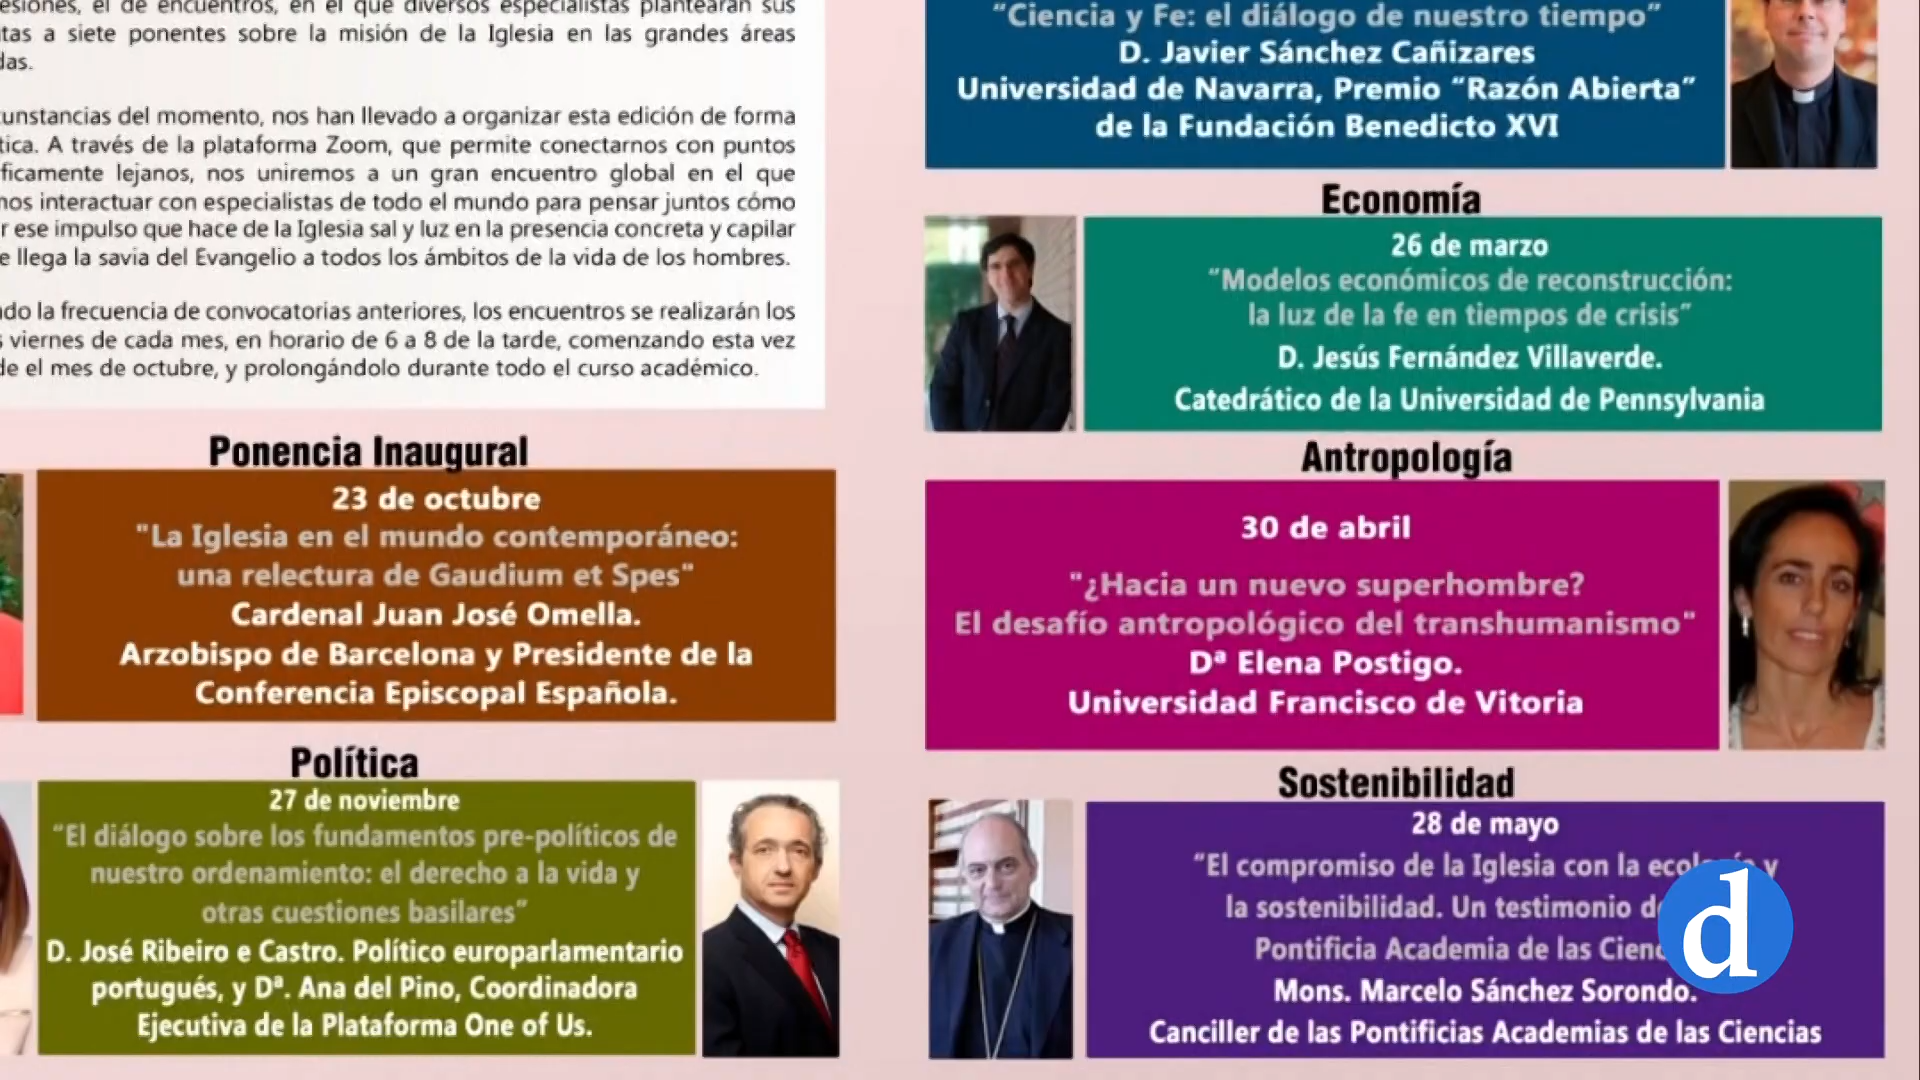 esiones, el de encuentros, en el que diversos especialistas plantearán sus
tas a siete ponentes sobre la misión de la Iglesia en las grandes áreas
das.
unstancias del momento, nos han llevado a organizar esta edición de forma
tica. A través de la plataforma Zoom, que permite conectarnos con puntos
ficamente lejanos, nos uniremos a un gran encuentro global en el que
mos interactuar con especialistas de todo el mundo para pensar juntos cómo
r ese impulso que hace de la Iglesia sal y luz en la presencia concreta y capilar
e llega la savia del Evangelio a todos los ámbitos de la vida de los hombres.
do la frecuencia de convocatorias anteriores, los encuentros se realizarán los
s viernes de cada mes, en horario de 6 a 8 de la tarde, comenzando esta vez
de el mes de octubre, y prolongándolo durante todo el curso académico.
Ponencia Inaugural
23 de octubre
"La Iglesia en el mundo contemporáneo:
una relectura de Gaudium et Spes"
Cardenal Juan José Omella.
Arzobispo de Barcelona y Presidente de la
Conferencia Episcopal Española.
Política
27 de noviembre
“El diálogo sobre los fundamentos pre-políticos de
nuestro ordenamiento: el derecho a la vida y
otras cuestiones basilares”
D. José Ribeiro e Castro. Político europarlamentario
portugués, y Dª. Ana del Pino, Coordinadora
Ejecutiva de la Plataforma One of Us.
“Ciencia y Fe: el diálogo de nuestro tiempo”
D. Javier Sánchez Cañizares
Universidad de Navarra, Premio “Razón Abierta”
de la Fundación Benedicto XVI
Economía
26 de marzo
“Modelos económicos de reconstrucción:
la luz de la fe en tiempos de crisis”
D. Jesús Fernández Villaverde.
Catedrático de la Universidad de Pennsylvania
Antropología
30 de abril
"¿Hacia un nuevo superhombre?
El desafío antropológico del transhumanismo"
Dª Elena Postigo.
Universidad Francisco de Vitoria
Sostenibilidad
28 de mayo
“El compromiso de la Iglesia con la ecología y
la sostenibilidad. Un testimonio d
Pontificia Academia de las Cienc
Mons. Marcelo Sánchez Sorondo.
Canciller de las Pontificias Academias de las Ciencias
d